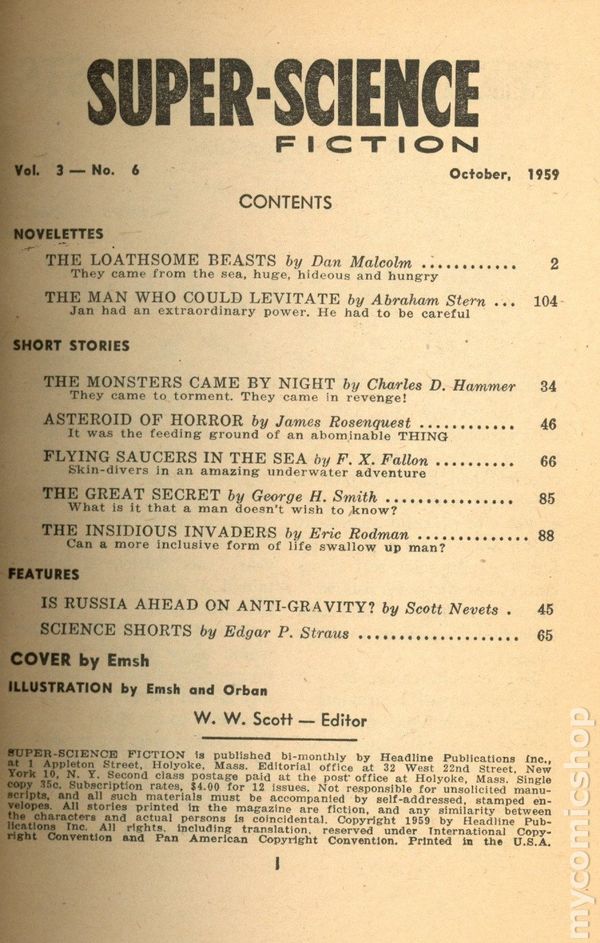 SUPER-SCIENCE
FICTION
Vol. 3 — No. 6 October, 1959
CONTENTS
NOVELETTES
THE LOATHSOME BEASTS by Dan Malcolm ............ 2
They came from the sea, huge, hideous and hungry
THE MAN WHO COULD LEVITATE by Abraham Stern ... 104
Jan had an extraordinary power. He had to be careful
SHORT STORIES
THE MONSTERS CAME BY NIGHT by Charles D. Hammer 34
They came to torment. They came in revenge!
ASTEROID OF HORROR by James Rosenquest ............ 46
It was the feeding ground of an abominable THING
FLYING SAUCERS IN THE SEA by F. X. Fallon .......... 66
Skin-divers in an amazing underwater adventure
THE GREAT SECRET by George H. Smith ................ 85
What is it that a man doesn't wish to know?
THE INSIDIOUS INVADERS by Eric Rodman .............. 88
Can a more inclusive form of life swallow up man?
FEATURES
IS RUSSIA AHEAD ON ANTI-GRAVITY? by Scott Nevets . 45
SCIENCE SHORTS by Edgar P. Straus .................... 65
COVER by Emsh
ILLUSTRATION by Emsh and Orban
W. W. Scott — Editor
SUPER-SCIENCE FICTION is published bi-monthly by Headline Publications Inc.,
at 1 Appleton Street, Holyoke, Mass. Editorial office at 32 West 22nd Street, New
York 10, N. Y. Second class postage paid at the post office at Holyoke, Mass. Single
copy 35c. Subscription rates, $4.00 for 12 issues. Not responsible for unsolicited manu-
scripts, and all such materials must be accompanied by self-addressed, stamped en-
velopes. All stories printed in the magazine are fiction, and any similarity between
the characters and actual persons is coincidental. Copyright 1959 by Headline Pub-
lications Inc. All rights, including translation, reserved under International Copy-
right Convention and Pan American Copyright Convention. Printed in the U.S.A.
1
mycomicshop